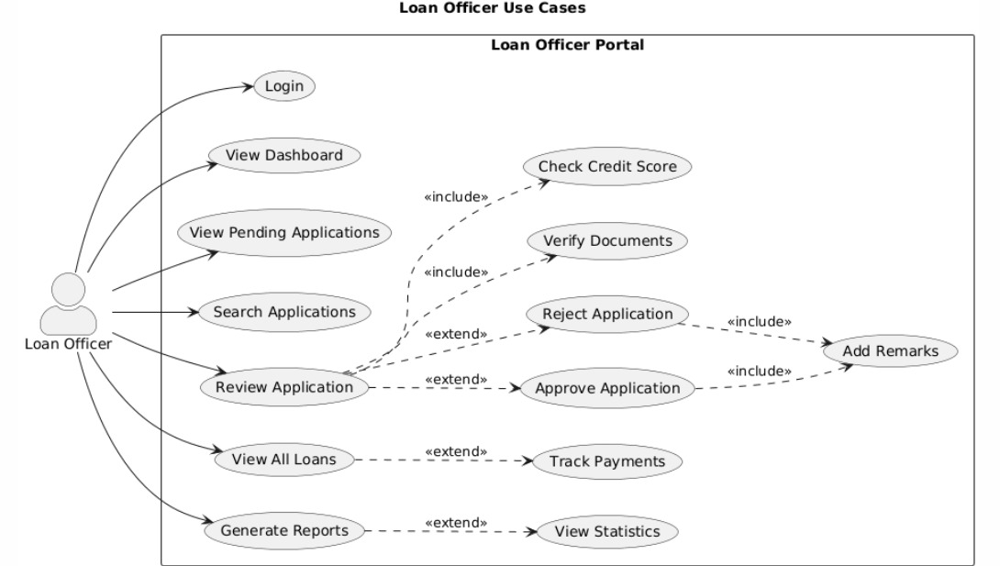 Loan Officer Use Cases
Loan Officer Portal
Login
View Dashboard
Check Credit Score
«include»
View Pending Applications
Verify Documents
«include»
Search Applications
Reject Application
«include»
«extend»
Loan Officer
Add Remarks
«include»
Review Application
«extend»
Approve Application
View All Loans
«extend»
Track Payments
Generate Reports
«extend»
View Statistics